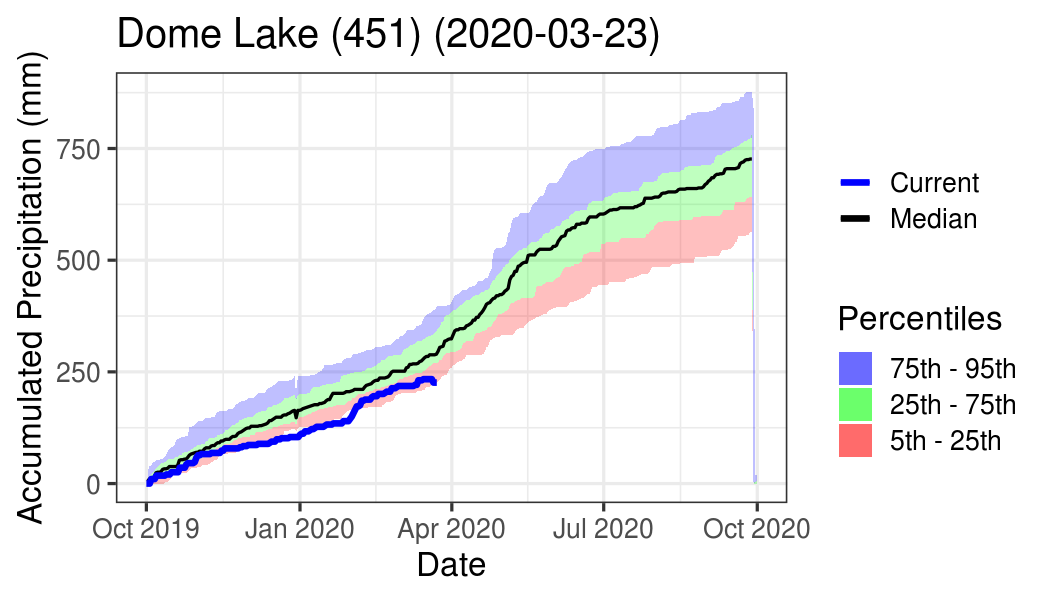 Dome Lake (451) (2020-03-23)
Accumulated Precipitation (mm)
750
500
250
0
Oct 2019 Jan 2020 Apr 2020 Jul 2020 Oct 2020
Date
Current
Median
Percentiles
75th - 95th
25th - 75th
5th - 25th